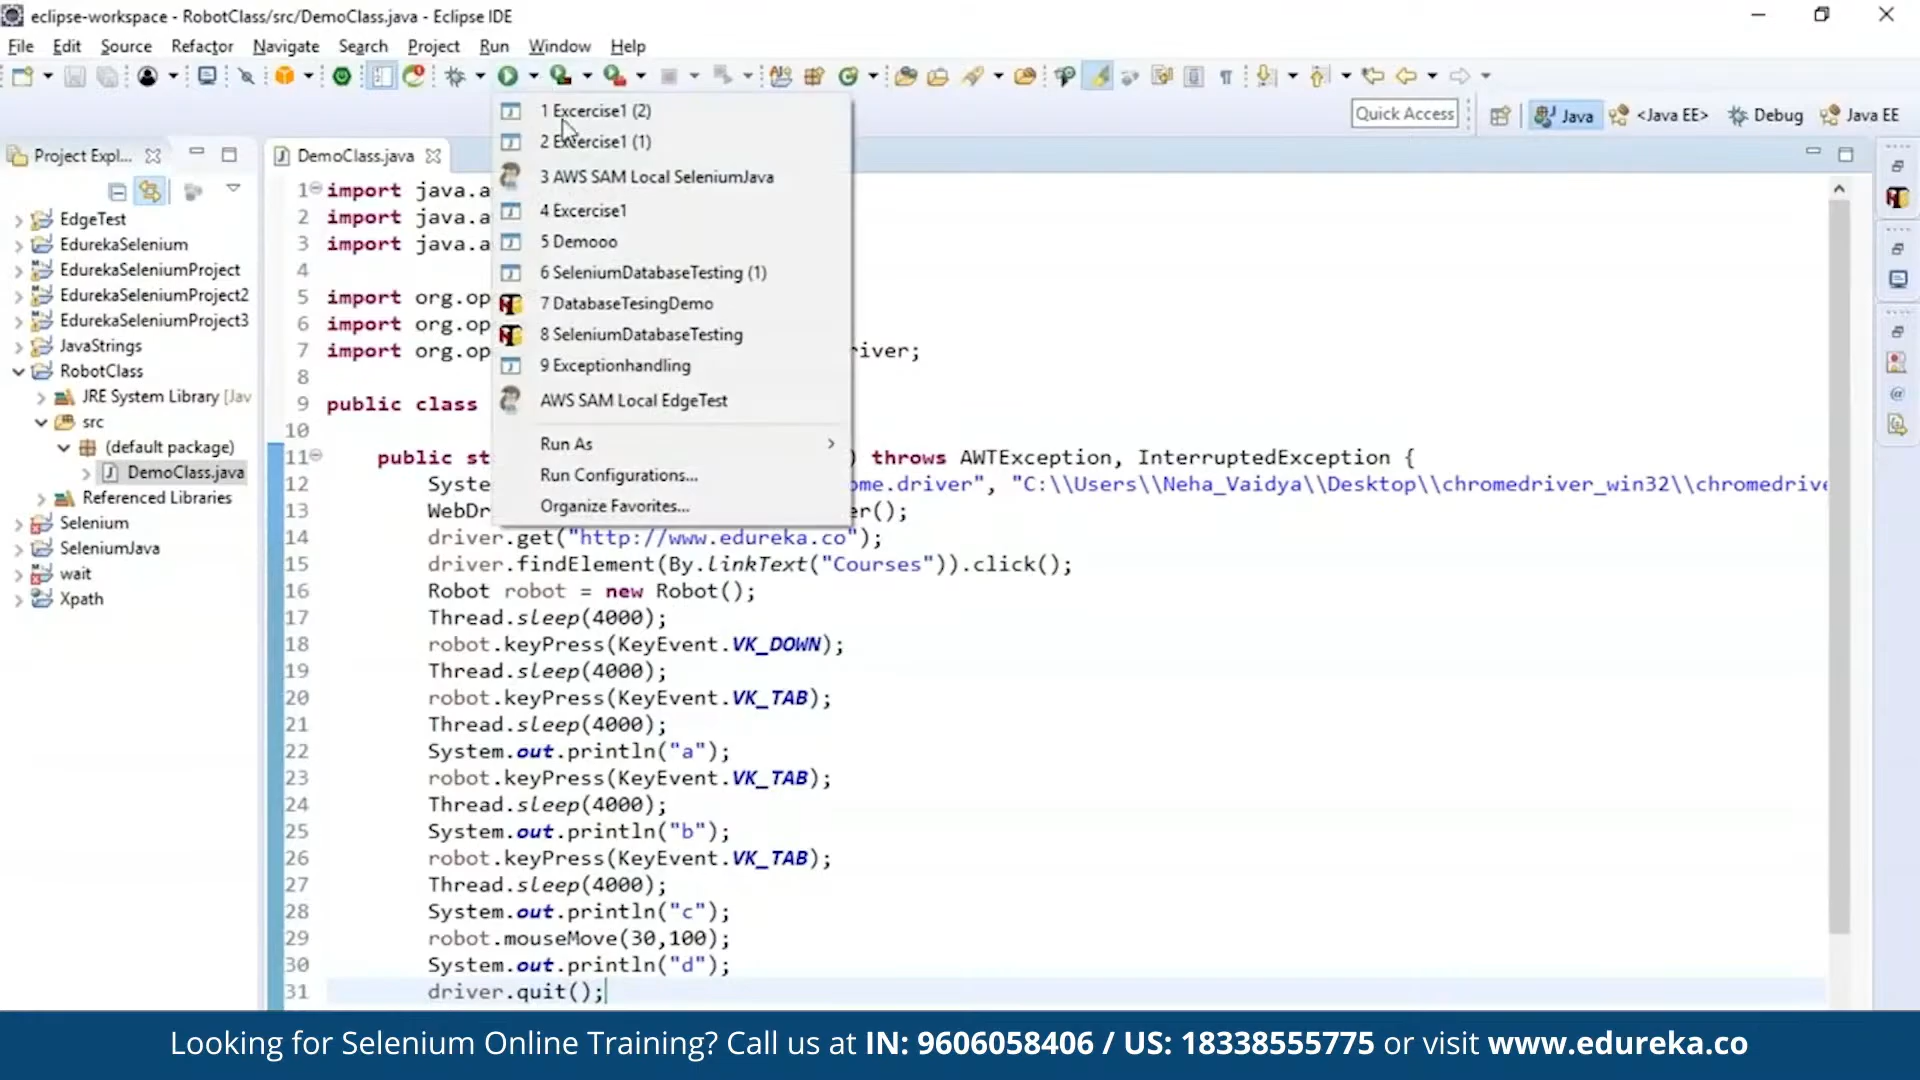 eclipse-workspace - RobotClass/src/DemoClass.java - Eclipse IDE
File Edit Source Refactor Navigate Search Project Run Window Help
Quick Access Java <Java EE> Debug Java EE
Project Expl...
EdgeTest
EdurekaSelenium
EdurekaSeleniumProject
EdurekaSeleniumProject2
EdurekaSeleniumProject3
JavaStrings
RobotClass
JRE System Library [Jav
src
(default package)
DemoClass.java
Referenced Libraries
Selenium
SeleniumJava
wait
Xpath
1 Excercise1 (2)
2 Excercise1 (1)
3 AWS SAM Local SeleniumJava
4 Excercise1
5 Demooo
6 SeleniumDatabaseTesting (1)
7 DatabaseTesingDemo
8 SeleniumDatabaseTesting
9 Exceptionhandling
AWS SAM Local EdgeTest
Run As
Run Configurations...
Organize Favorites...
DemoClass.java
1 import java.a
2 import java.a
3 import java.a
4
5 import org.op
6 import org.op
7 import org.op river;
8
9 public class
10
11 public st ) throws AWTException, InterruptedException {
12 Syste ome.driver", "C:\\Users\\Neha_Vaidya\\Desktop\\chromedriver_win32\\chromedrive
13 WebDr er();
14 driver.get("http://www.edureka.co");
15 driver.findElement(By.linkText("Courses")).click();
16 Robot robot = new Robot();
17 Thread.sleep(4000);
18 robot.keyPress(KeyEvent.VK_DOWN);
19 Thread.sleep(4000);
20 robot.keyPress(KeyEvent.VK_TAB);
21 Thread.sleep(4000);
22 System.out.println("a");
23 robot.keyPress(KeyEvent.VK_TAB);
24 Thread.sleep(4000);
25 System.out.println("b");
26 robot.keyPress(KeyEvent.VK_TAB);
27 Thread.sleep(4000);
28 System.out.println("c");
29 robot.mouseMove(30,100);
30 System.out.println("d");
31 driver.quit();
Looking for Selenium Online Training? Call us at IN: 9606058406 / US: 18338555775 or visit www.edureka.co